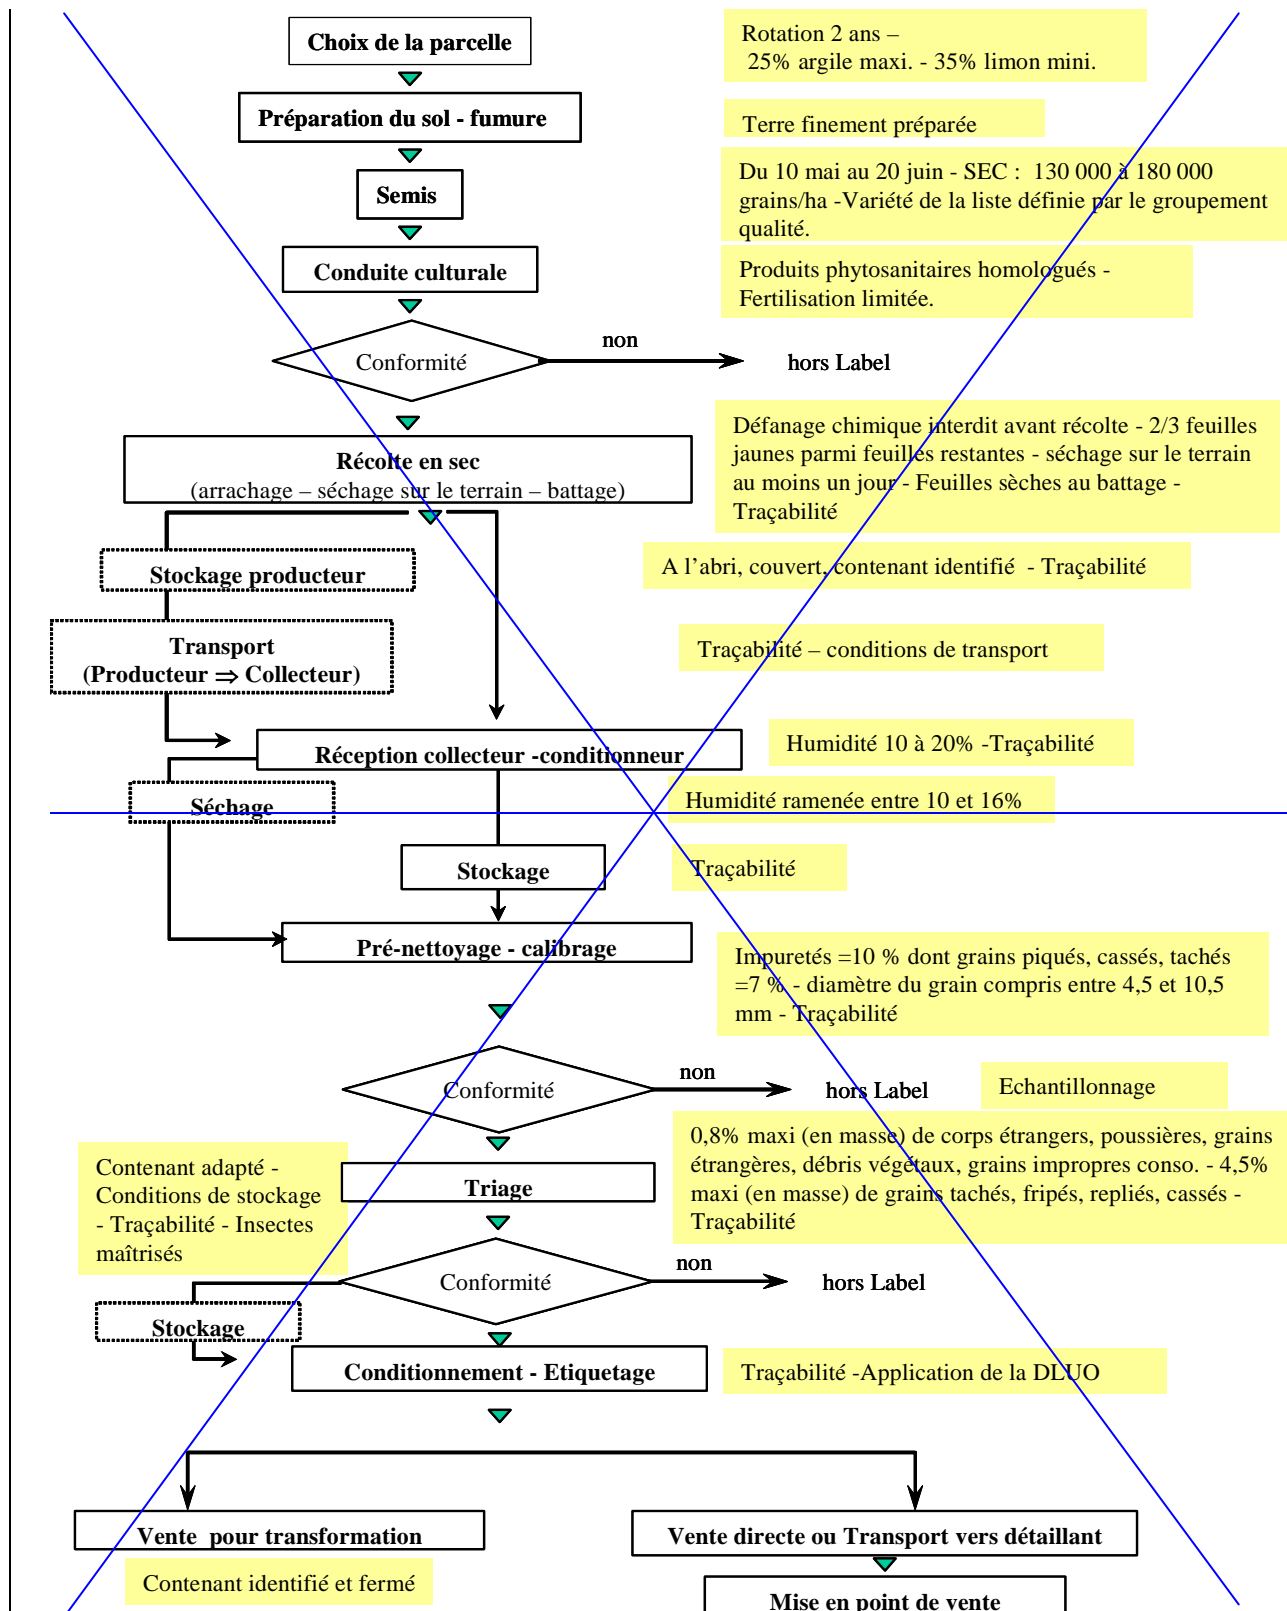 Choix de la parcelle
Rotation 2 ans –
25% argile maxi. - 35% limon mini.
Préparation du sol - fumure
Terre finement préparée
Semis
Du 10 mai au 20 juin - SEC : 130 000 à 180 000
grains/ha -Variété de la liste définie par le groupement
qualité.
Conduite culturale
Produits phytosanitaires homologués -
Fertilisation limitée.
Conformité
non
hors Label
Récolte en sec
(arrachage – séchage sur le terrain – battage)
Défanage chimique interdit avant récolte - 2/3 feuilles
jaunes parmi feuilles restantes - séchage sur le terrain
au moins un jour - Feuilles sèches au battage -
Traçabilité
Stockage producteur
A l’abri, couvert, contenant identifié - Traçabilité
Transport
(Producteur ⇒ Collecteur)
Traçabilité – conditions de transport
Réception collecteur -conditionneur
Humidité 10 à 20% -Traçabilité
Séchage
Humidité ramenée entre 10 et 16%
Stockage
Traçabilité
Pré-nettoyage - calibrage
Impuretés =10 % dont grains piqués, cassés, tachés
=7 % - diamètre du grain compris entre 4,5 et 10,5
mm - Traçabilité
Conformité
non
hors Label
Echantillonnage
Triage
0,8% maxi (en masse) de corps étrangers, poussières, grains
étrangères, débris végétaux, grains impropres conso. - 4,5%
maxi (en masse) de grains tachés, fripés, repliés, cassés -
Traçabilité
Contenant adapté -
Conditions de stockage
- Traçabilité - Insectes
maîtrisés
Conformité
non
hors Label
Stockage
Conditionnement - Etiquetage
Traçabilité -Application de la DLUO
Vente pour transformation
Vente directe ou Transport vers détaillant
Contenant identifié et fermé
Mise en point de vente